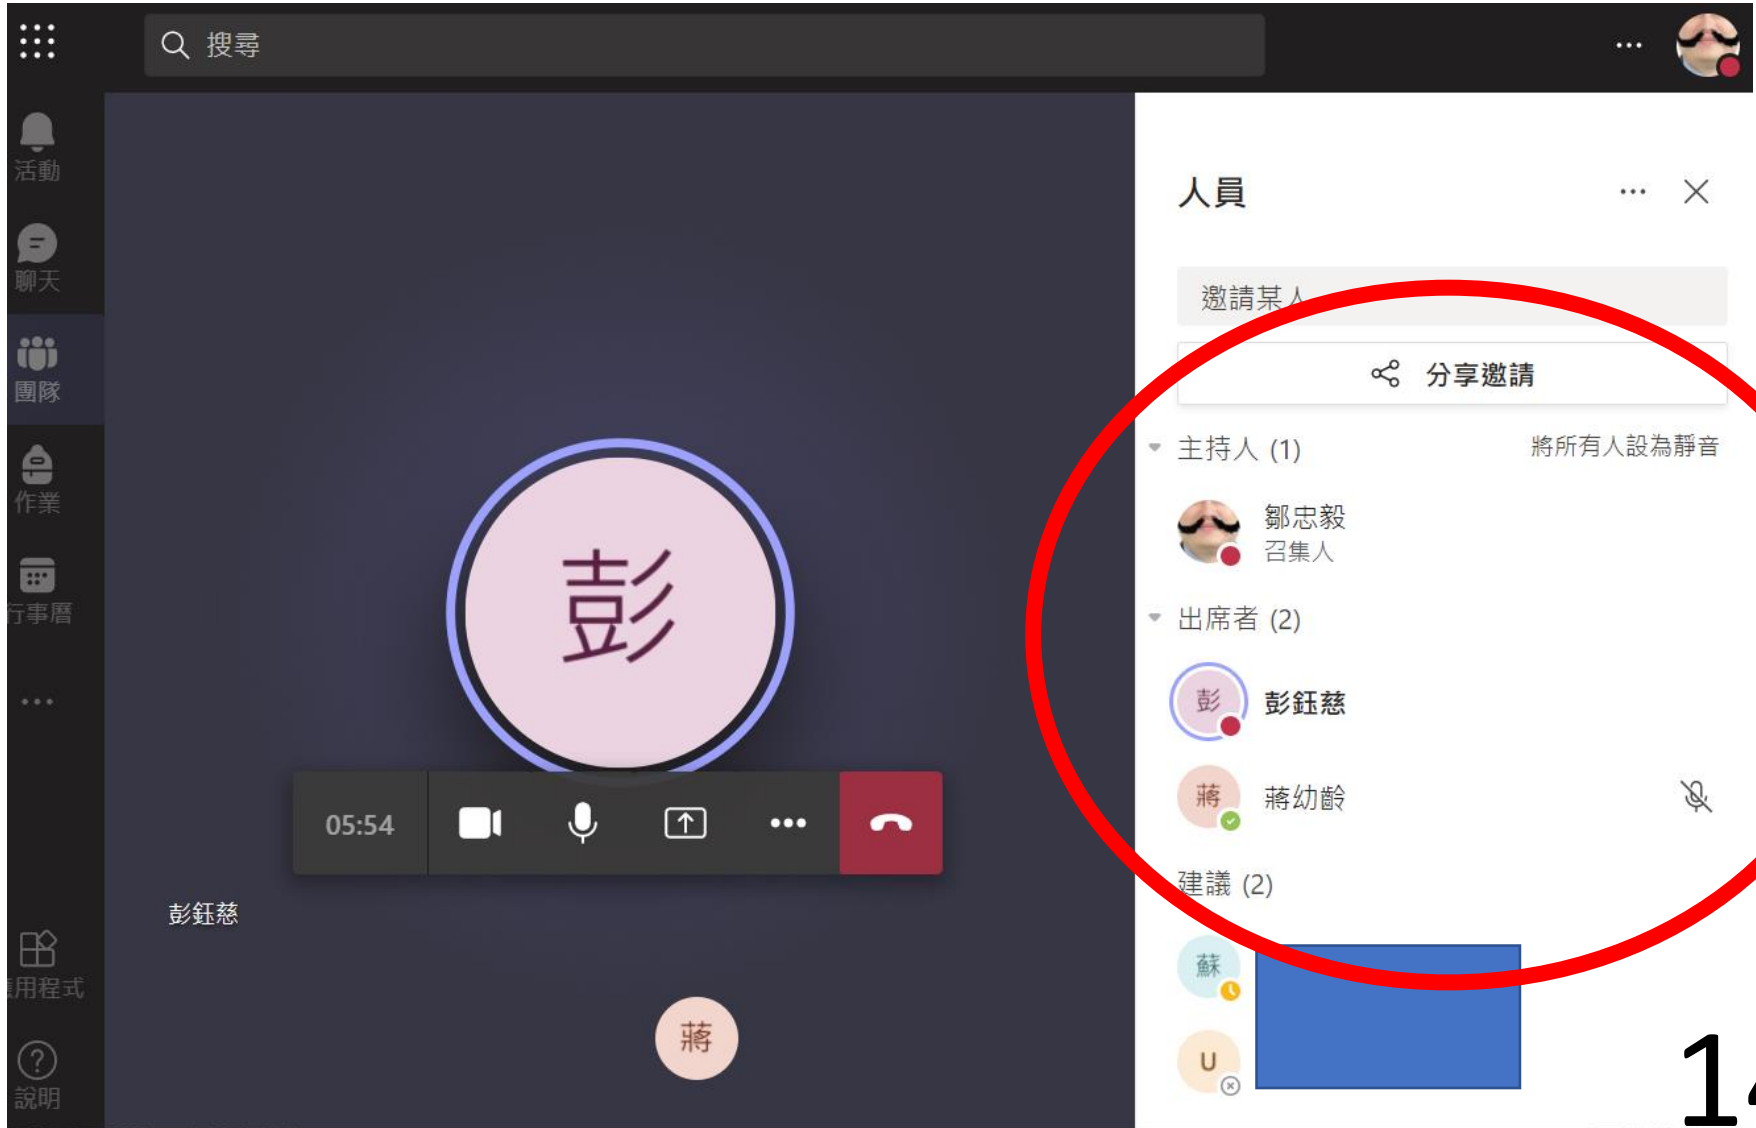 搜尋
活動
聊天
團隊
作業
行事曆
用程式
說明
彭
05:54
彭鈺慈
蔣
人員
邀請某人
分享邀請
主持人 (1)
將所有人設為靜音
鄒忠毅
召集人
出席者 (2)
彭
彭鈺慈
蔣
蔣幼齡
建議 (2)
蘇
U
14